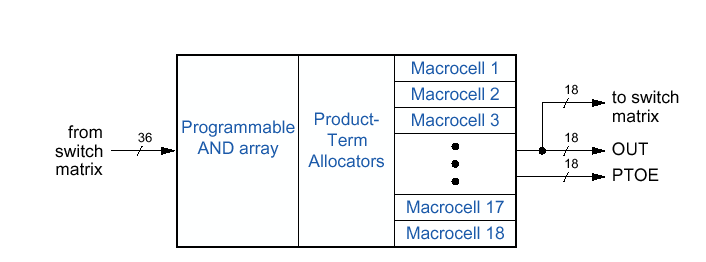 from
switch
matrix
36
Programmable
AND array
Product-
Term
Allocators
Macrocell 1
Macrocell 2
Macrocell 3
Macrocell 17
Macrocell 18
18
to switch
matrix
18
OUT
18
PTOE